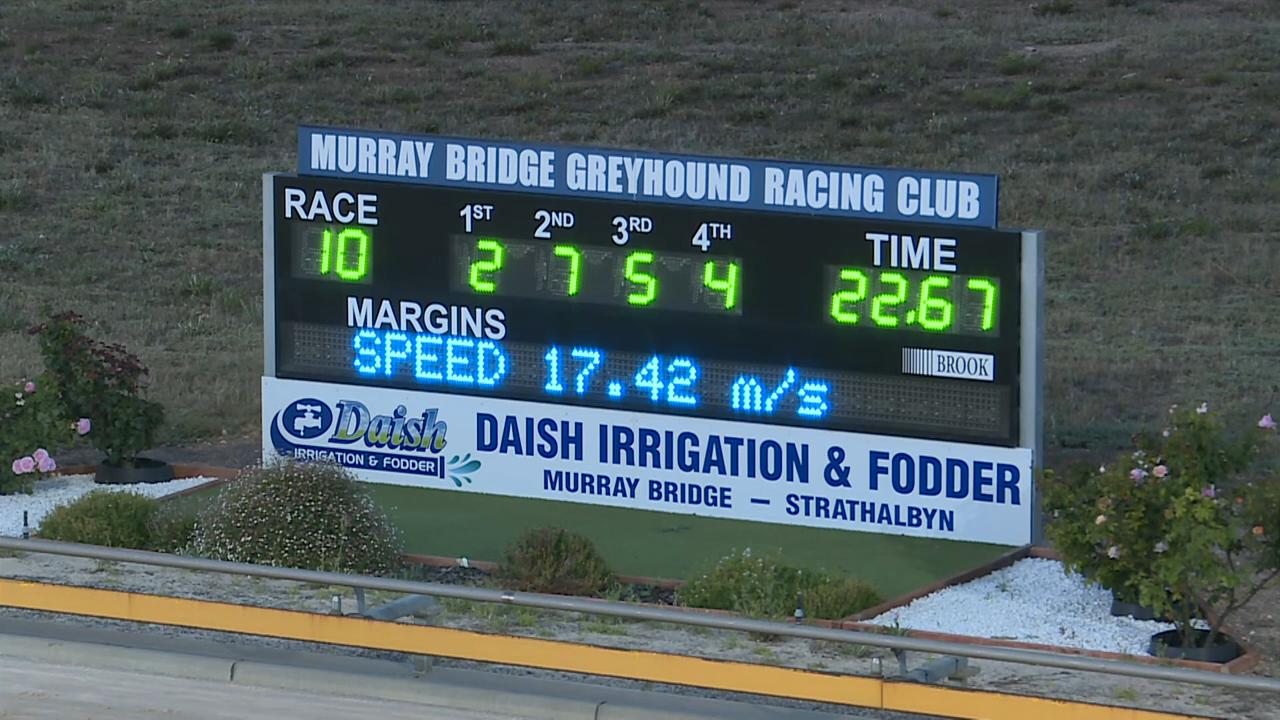 MURRAY BRIDGE GREYHOUND RACING CLUB
RACE 1ST 2ND 3RD 4TH TIME
10 2 7 5 4 22.67
MARGINS
SPEED 17.42 m/s
BROOK
Daish
IRRIGATION & FODDER
DAISH IRRIGATION & FODDER
MURRAY BRIDGE – STRATHALBYN